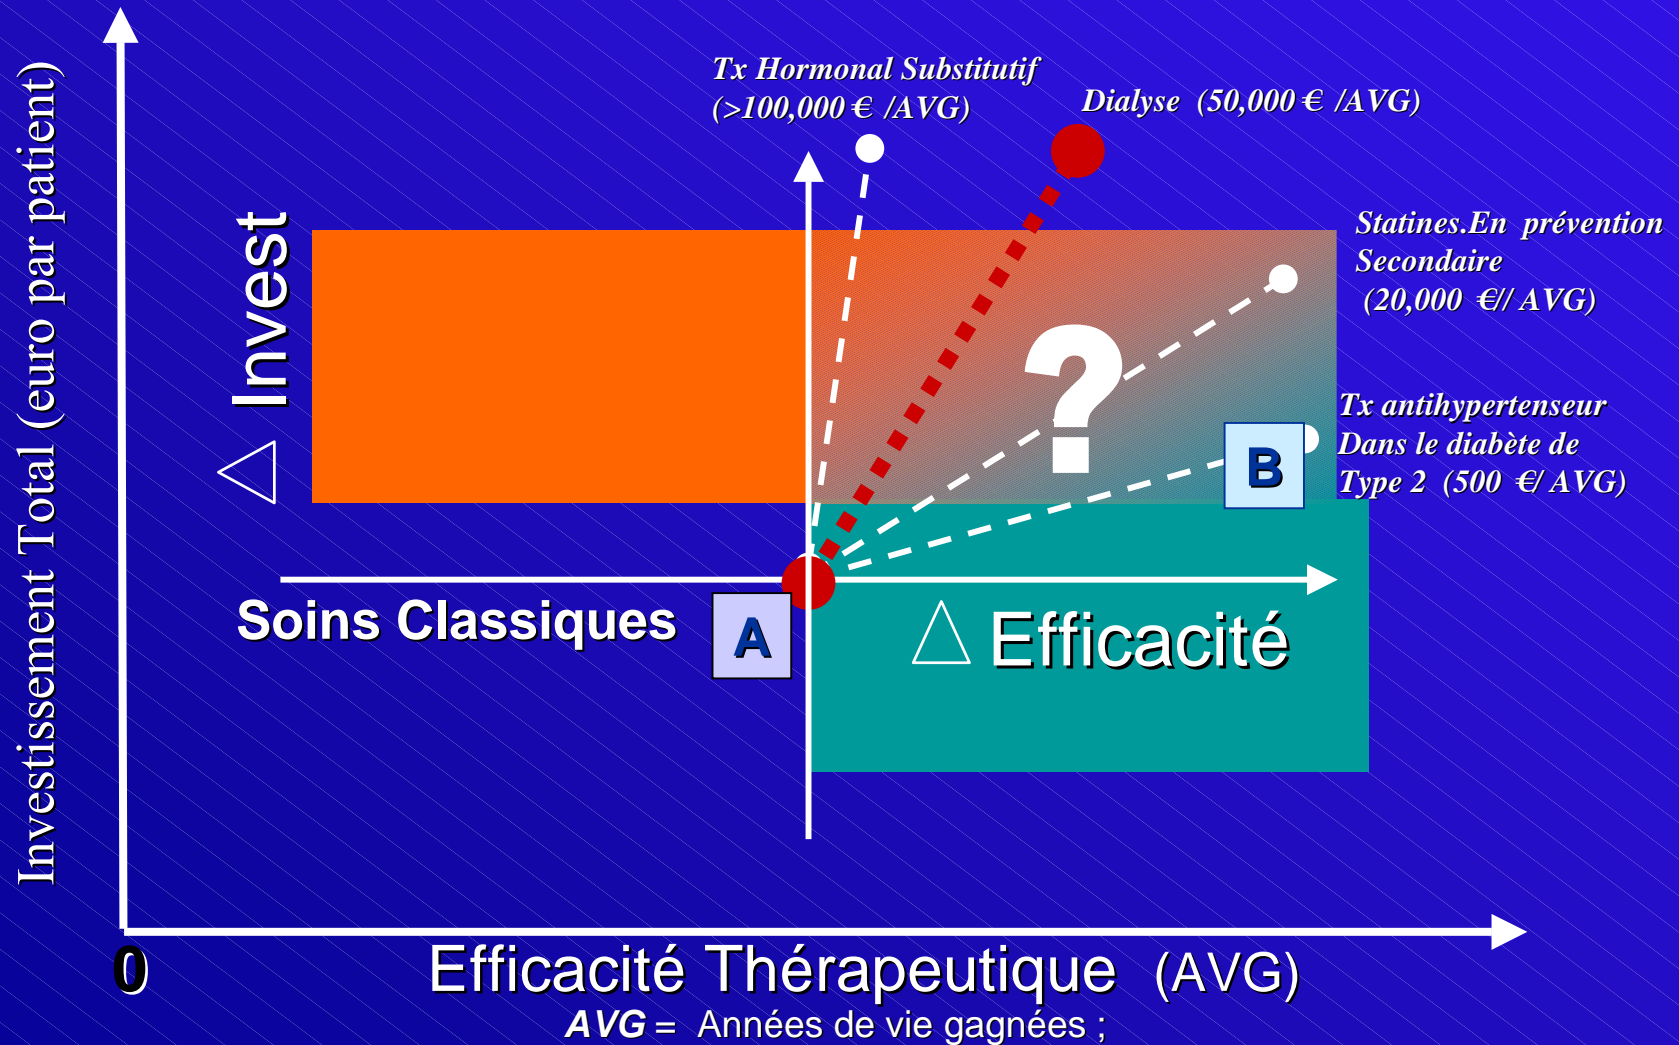 Tx Hormonal Substitutif
(>100,000 € /AVG)
Dialyse (50,000 € /AVG)
Statines.En prévention
Secondaire
(20,000 €// AVG)
Tx antihypertenseur
Dans le diabète de
Type 2 (500 €/ AVG)
Investissement Total (euro par patient)
△ Invest
?
B
Soins Classiques
A
△ Efficacité
0
Efficacité Thérapeutique (AVG)
AVG = Années de vie gagnées ;